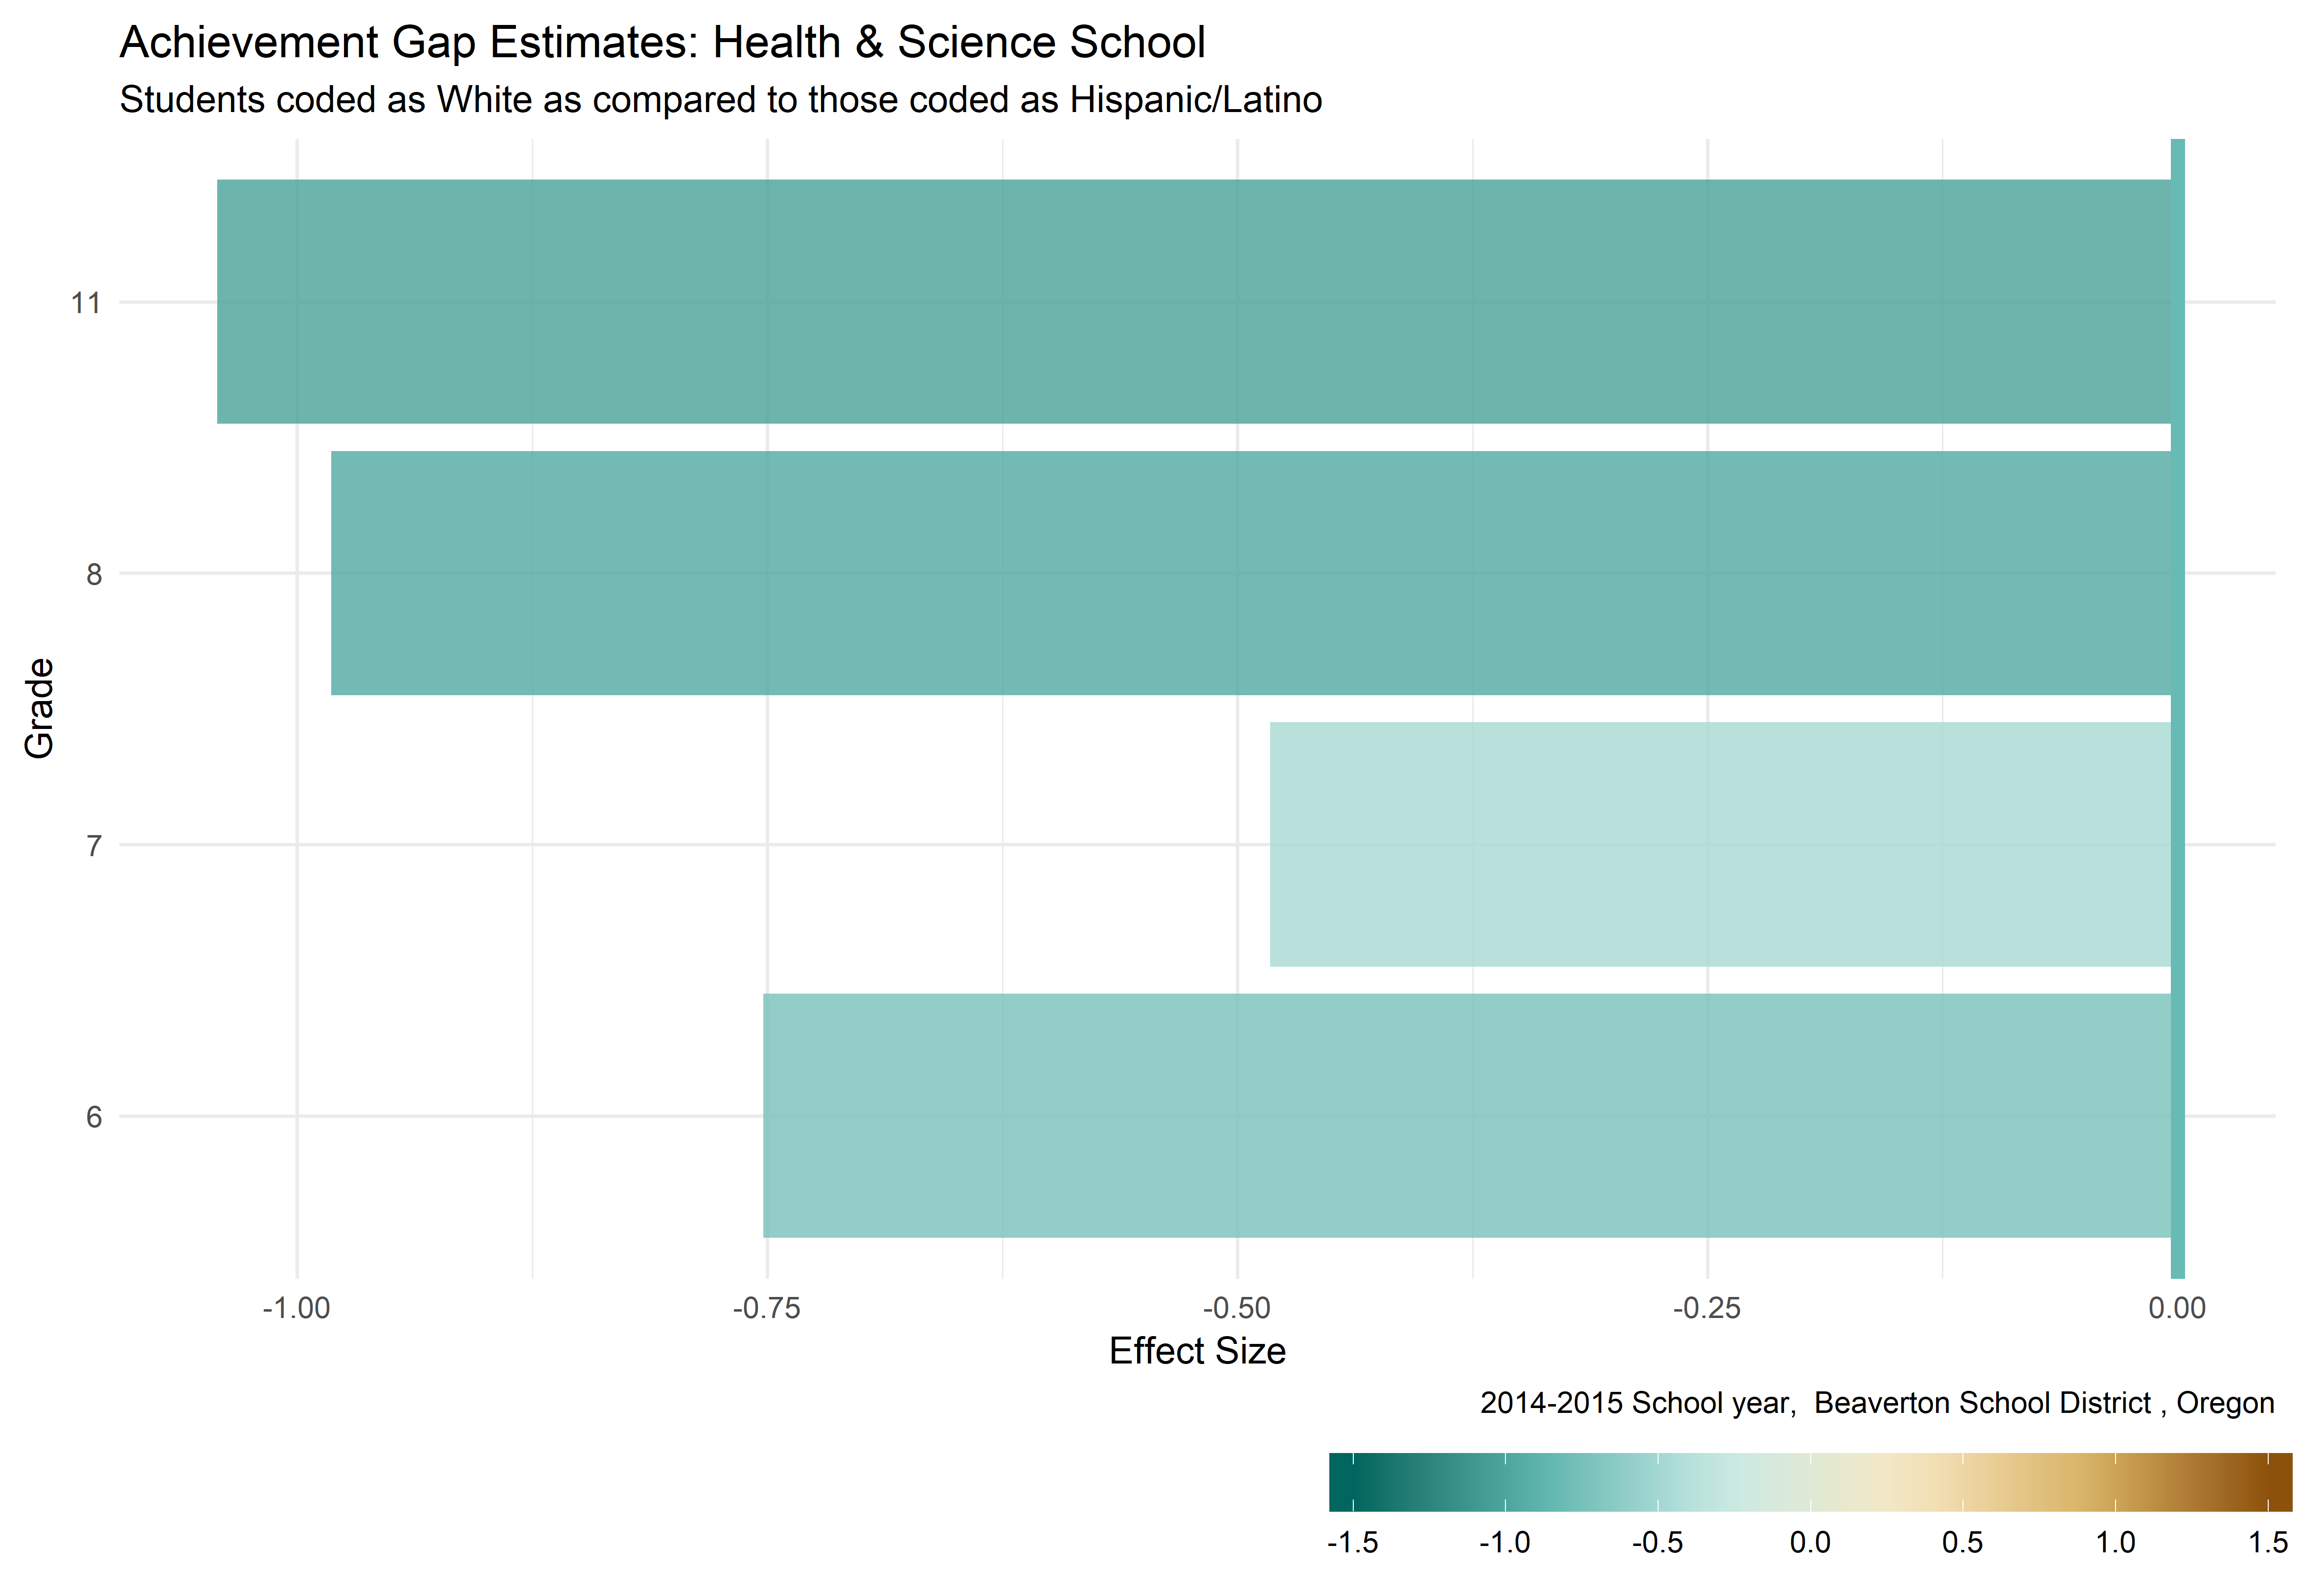 Achievement Gap Estimates: Health & Science School
Students coded as White as compared to those coded as Hispanic/Latino
Grade
11
8
7
6
-1.00 -0.75 -0.50 -0.25 0.00
Effect Size
2014-2015 School year,  Beaverton School District , Oregon
-1.5 -1.0 -0.5 0.0 0.5 1.0 1.5